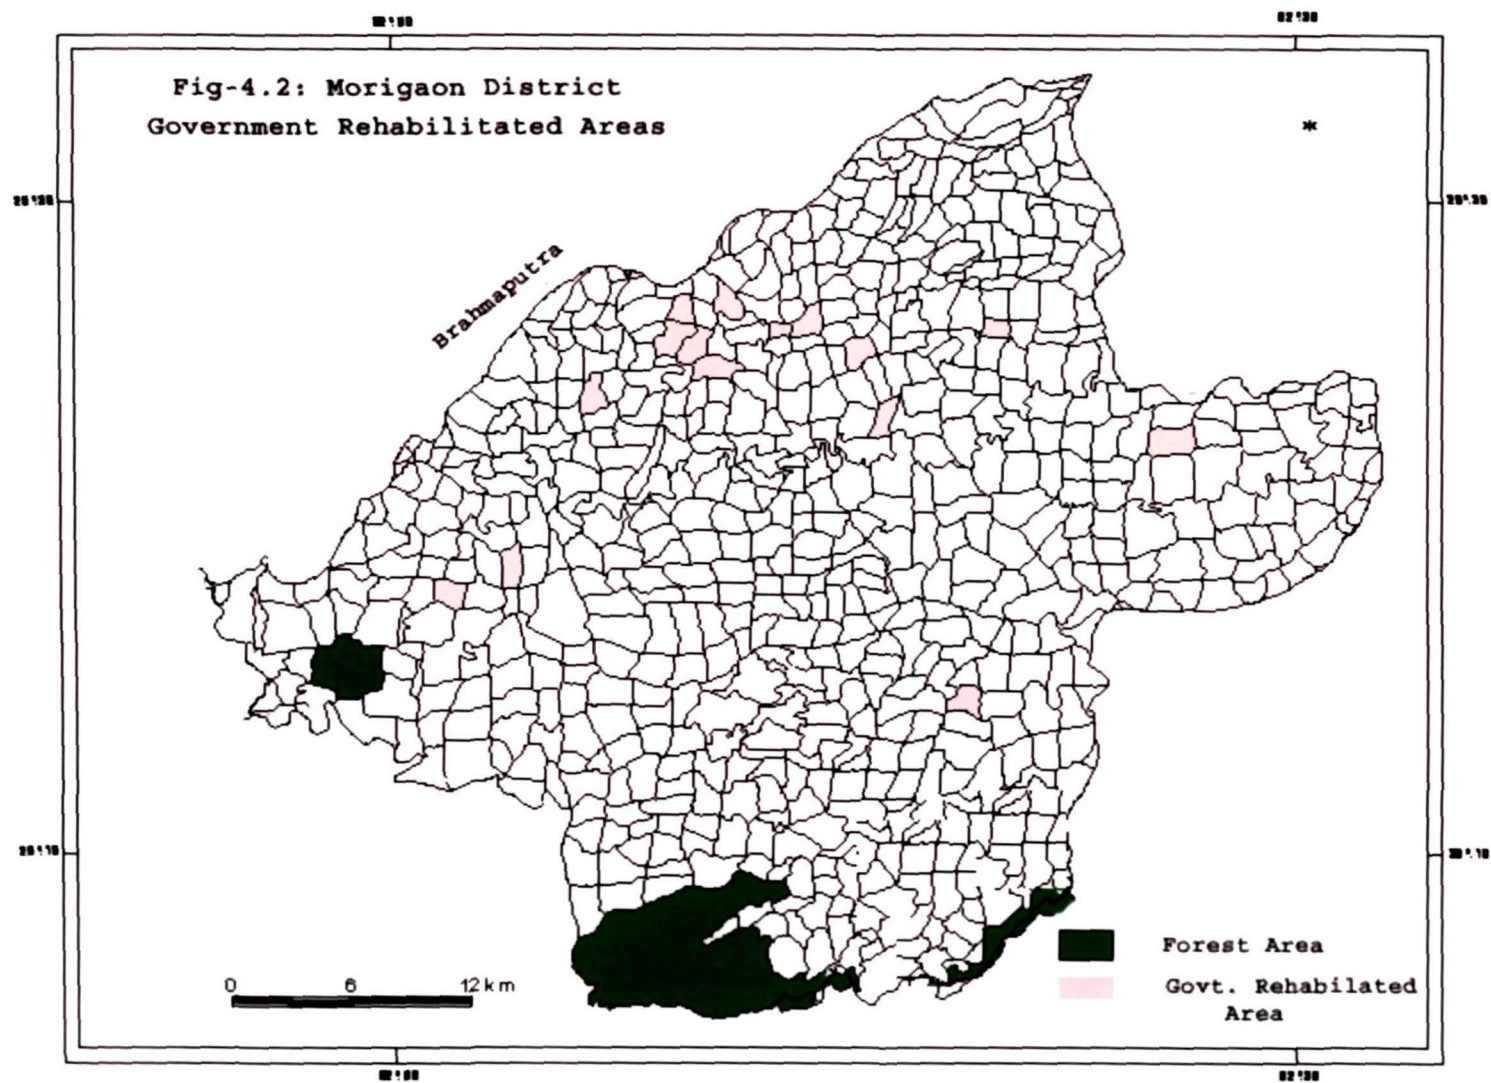 Fig-4.2: Morigaon District
Government Rehabilitated Areas
*
Brahmaputra
0 6 12 km
Forest Area
Govt. Rehabilated
Area